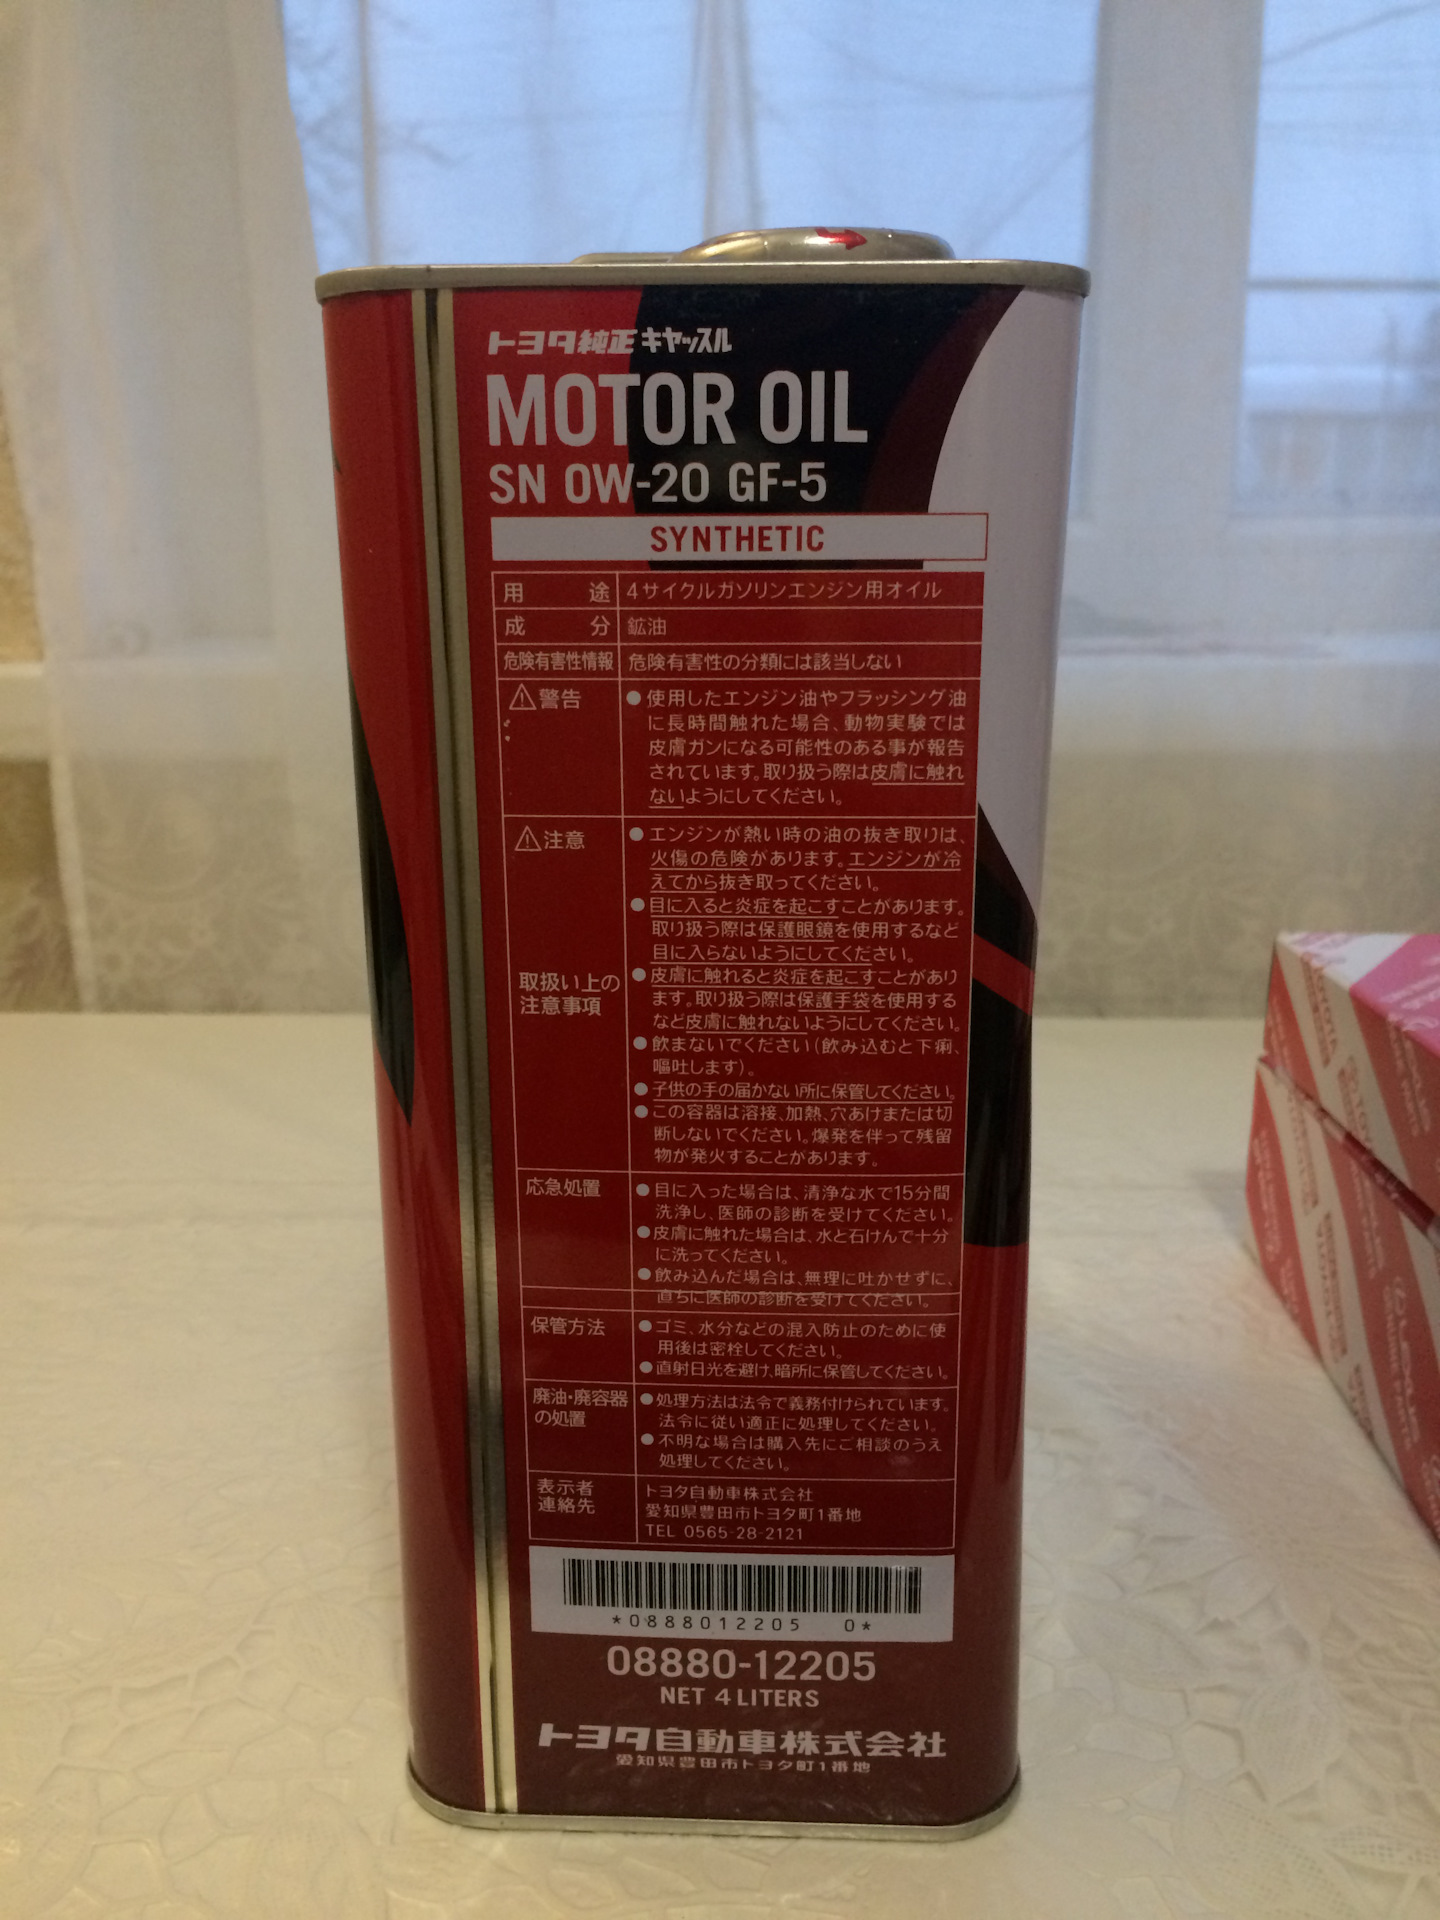 トヨタ純正キヤッスル
MOTOR OIL
SN 0W-20 GF-5
SYNTHETIC
用途 4サイクルガソリンエンジン用オイル
成分 鉱油
危険有害性情報 危険有害性の分類には該当しない
⚠警告 ●使用したエンジン油やフラッシング油
に長時間触れた場合、動物実験では
皮膚ガンになる可能性のある事が報告
されています。取り扱う際は皮膚に触れ
ないようにしてください。
⚠注意 ●エンジンが熱い時の油の抜き取りは、
火傷の危険があります。エンジンが冷
えてから抜き取ってください。
●目に入ると炎症を起こすことがあります。
取り扱う際は保護眼鏡を使用するなど
目に入らないようにしてください。
取扱い上の
注意事項
●皮膚に触れると炎症を起こすことがあり
ます。取り扱う際は保護手袋を使用する
など皮膚に触れないようにしてください。
●飲まないでください(飲み込むと下痢、
嘔吐します)。
●子供の手の届かない所に保管してください。
●この容器は溶接、加熱、穴あけまたは切
断しないでください。爆発を伴って残留
物が発火することがあります。
応急処置 ●目に入った場合は、清浄な水で15分間
洗浄し、医師の診断を受けてください。
●皮膚に触れた場合は、水と石けんで十分
に洗ってください。
●飲み込んだ場合は、無理に吐かせずに、
直ちに医師の診断を受けてください。
保管方法 ●ゴミ、水分などの混入防止のために使
用後は密栓してください。
●直射日光を避け、暗所に保管してください。
廃油・廃容器
の処置
●処理方法は法令で義務付けられています。
法令に従い適正に処理してください。
●不明な場合は購入先にご相談のうえ
処理してください。
表示者
連絡先
トヨタ自動車株式会社
愛知県豊田市トヨタ町1番地
TEL 0565-28-2121
*0888012205 0*
08880-12205
NET 4 LITERS
トヨタ自動車株式会社
愛知県豊田市トヨタ町1番地